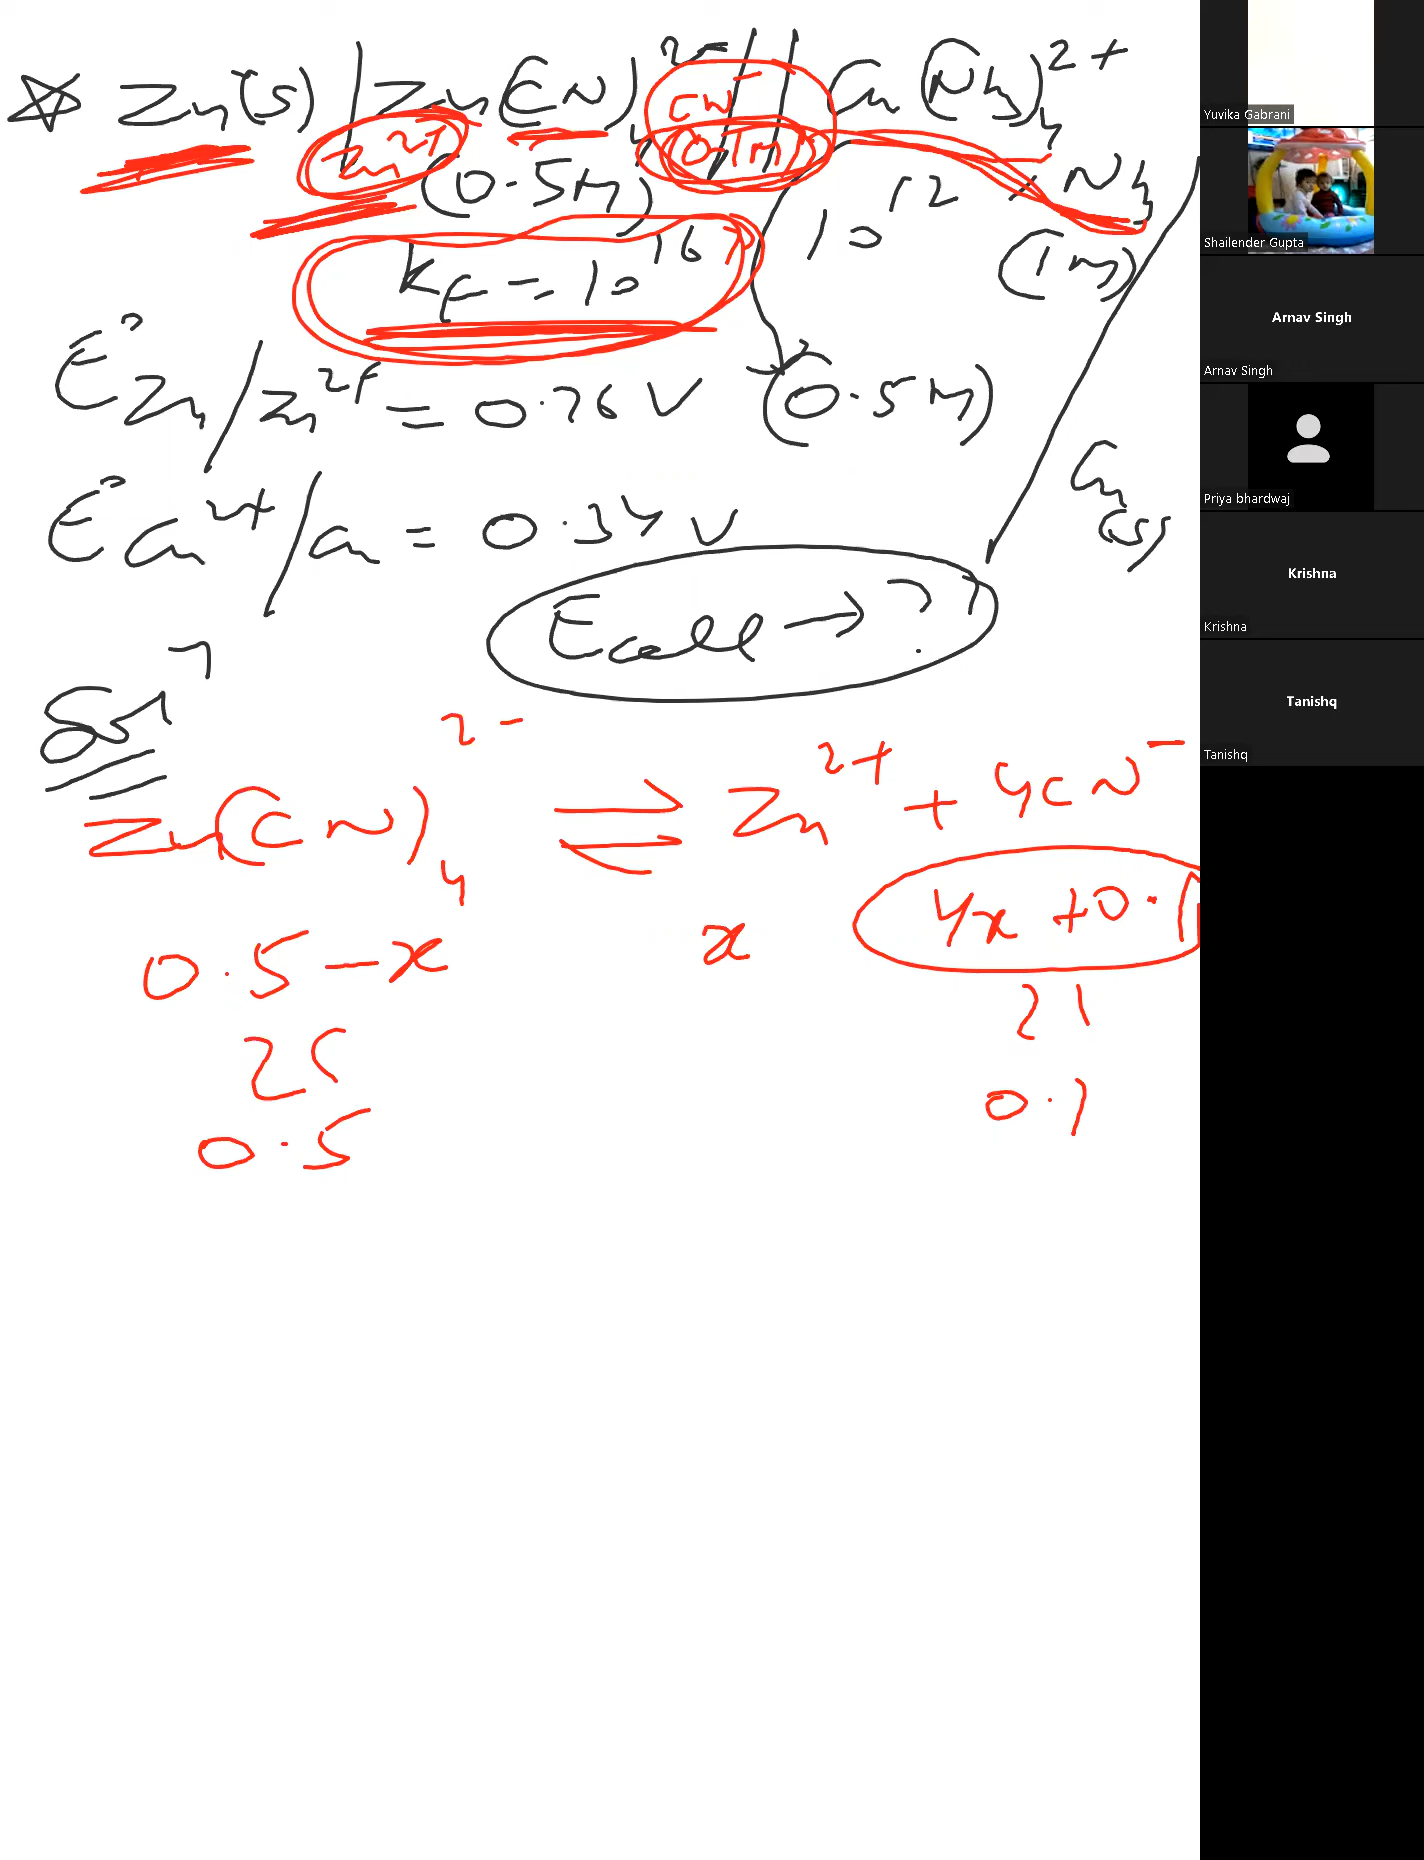 ☆ Zn(s) | Zn(CN)4 2- CN- || Cu(NH3)4 2+
Zn2+ (0.5M) 0.1M 10 12 NH3
Kf = 10 16 (1M)
E° Zn/Zn2+ = 0.76 V (0.5M)
Cu(s)
E° Cu2+/Cu = 0.34 V
Ecell → ??
Sol
Zn(CN)4 2- ⇌ Zn2+ + 4CN-
0.5-x x 4x+0.1
0.5 0.1
Yuvika Gabrani
Shailender Gupta
Arnav Singh
Arnav Singh
Priya bhardwaj
Krishna
Krishna
Tanishq
Tanishq